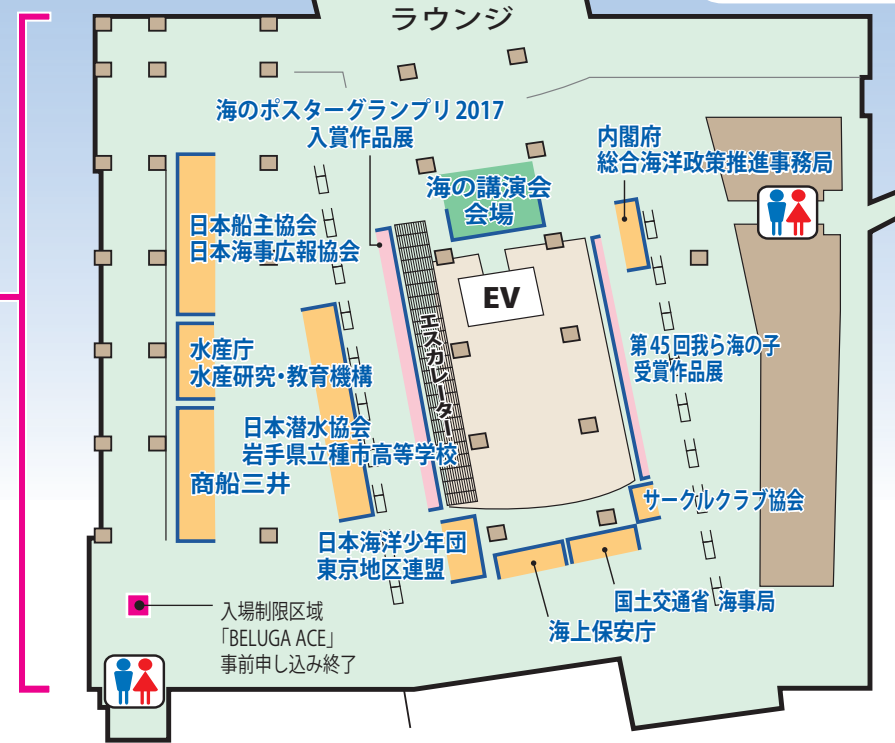 ラウンジ
海のポスターグランプリ2017
入賞作品展
内閣府
総合海洋政策推進事務局
海の講演会
会場
日本船主協会
日本海事広報協会
EV
エスカレーター
水産庁
水産研究・教育機構
第45回我ら海の子
受賞作品展
日本潜水協会
岩手県立種市高等学校
商船三井
サークルクラブ協会
日本海洋少年団
東京地区連盟
国土交通省 海事局
海上保安庁
入場制限区域
「BELUGA ACE」
事前申し込み終了